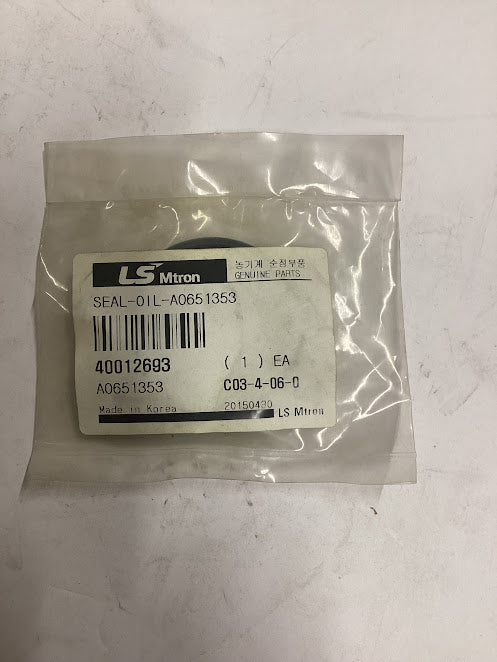 LS Mtron
농기계 순정부품
GENUINE PARTS
SEAL-OIL-A0651353
40012693
( 1 ) EA
A0651353
C03-4-06-0
Made in Korea
20150430
LS Mtron